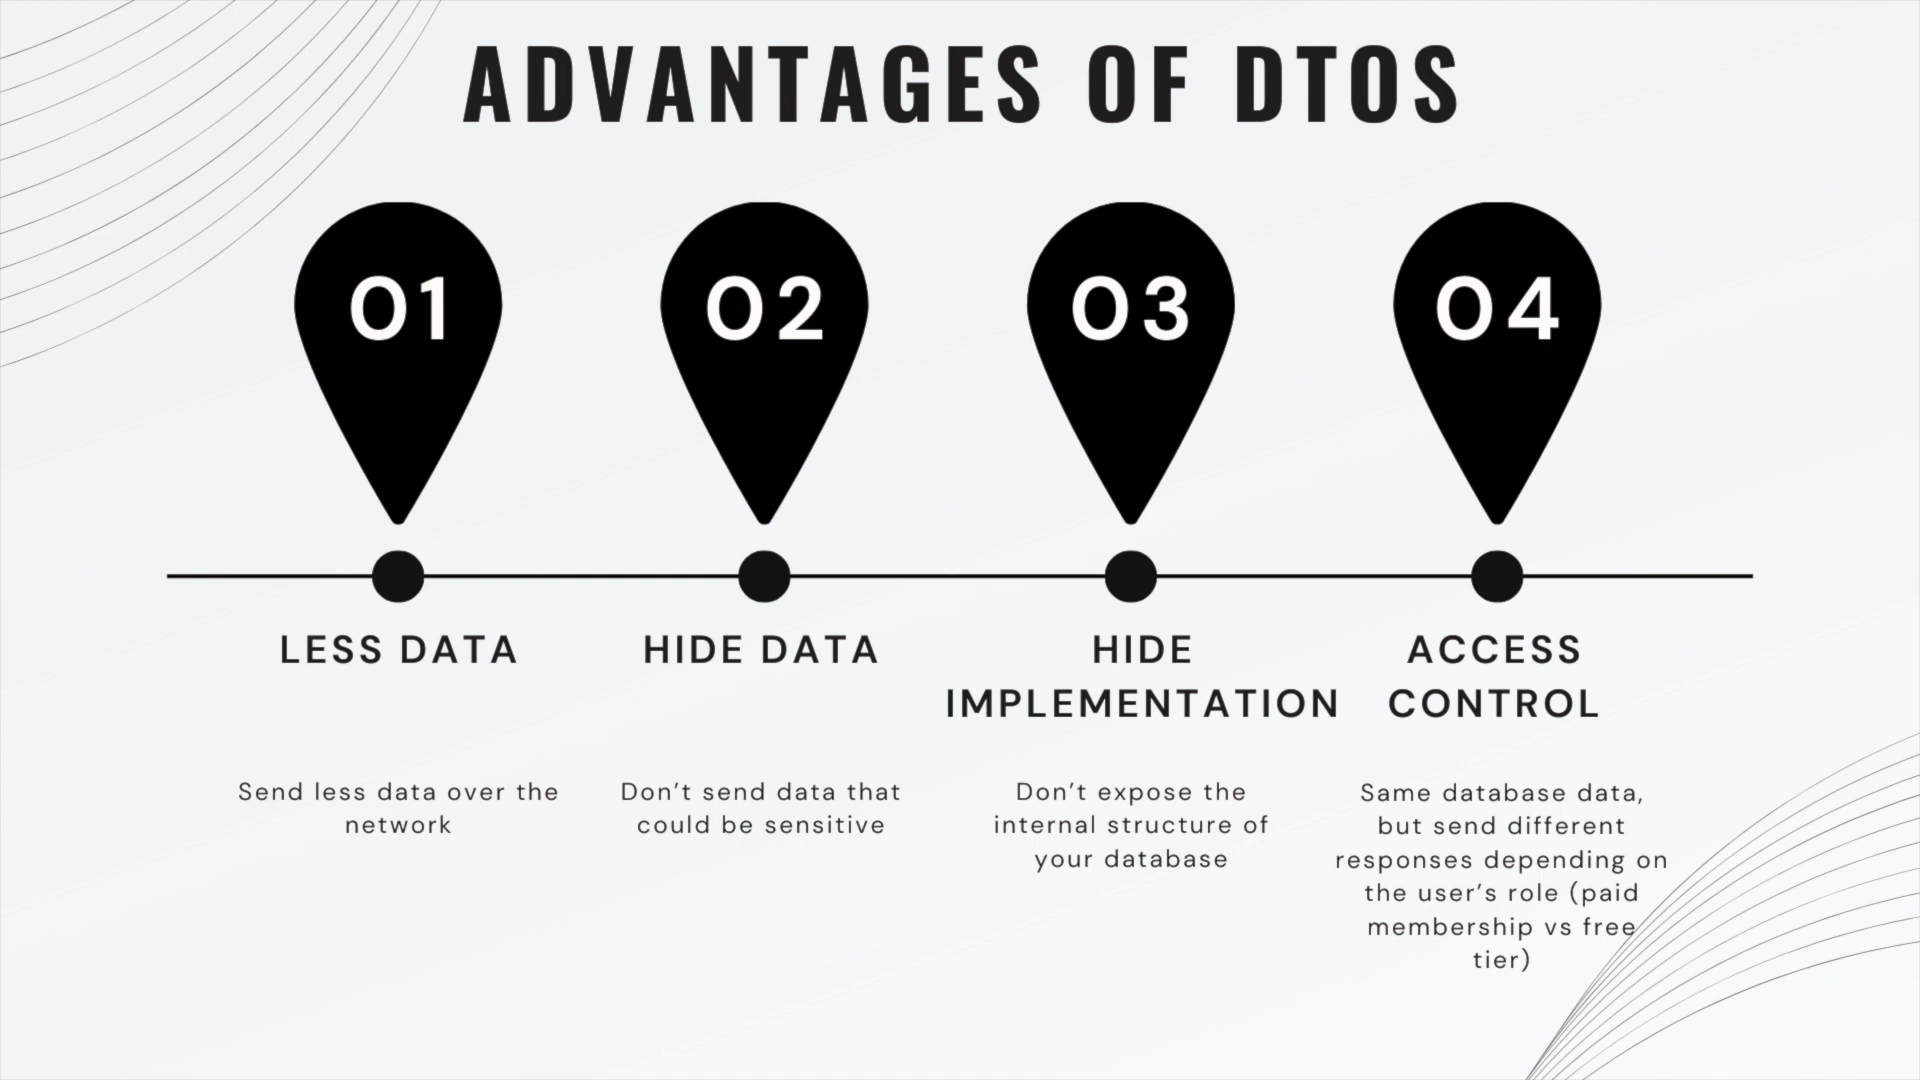 ADVANTAGES OF DTOS
01
02
03
04
LESS DATA
HIDE DATA
HIDE
IMPLEMENTATION
ACCESS
CONTROL
Send less data over the
network
Don’t send data that
could be sensitive
Don’t expose the
internal structure of
your database
Same database data,
but send different
responses depending on
the user’s role (paid
membership vs free
tier)